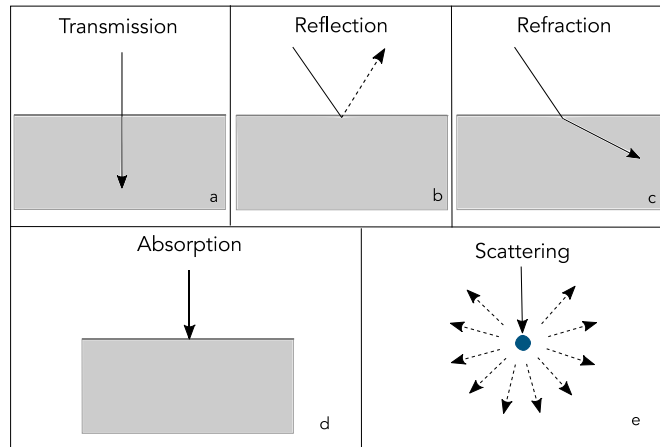 Transmission
a
Reflection
b
Refraction
c
Absorption
d
Scattering
e